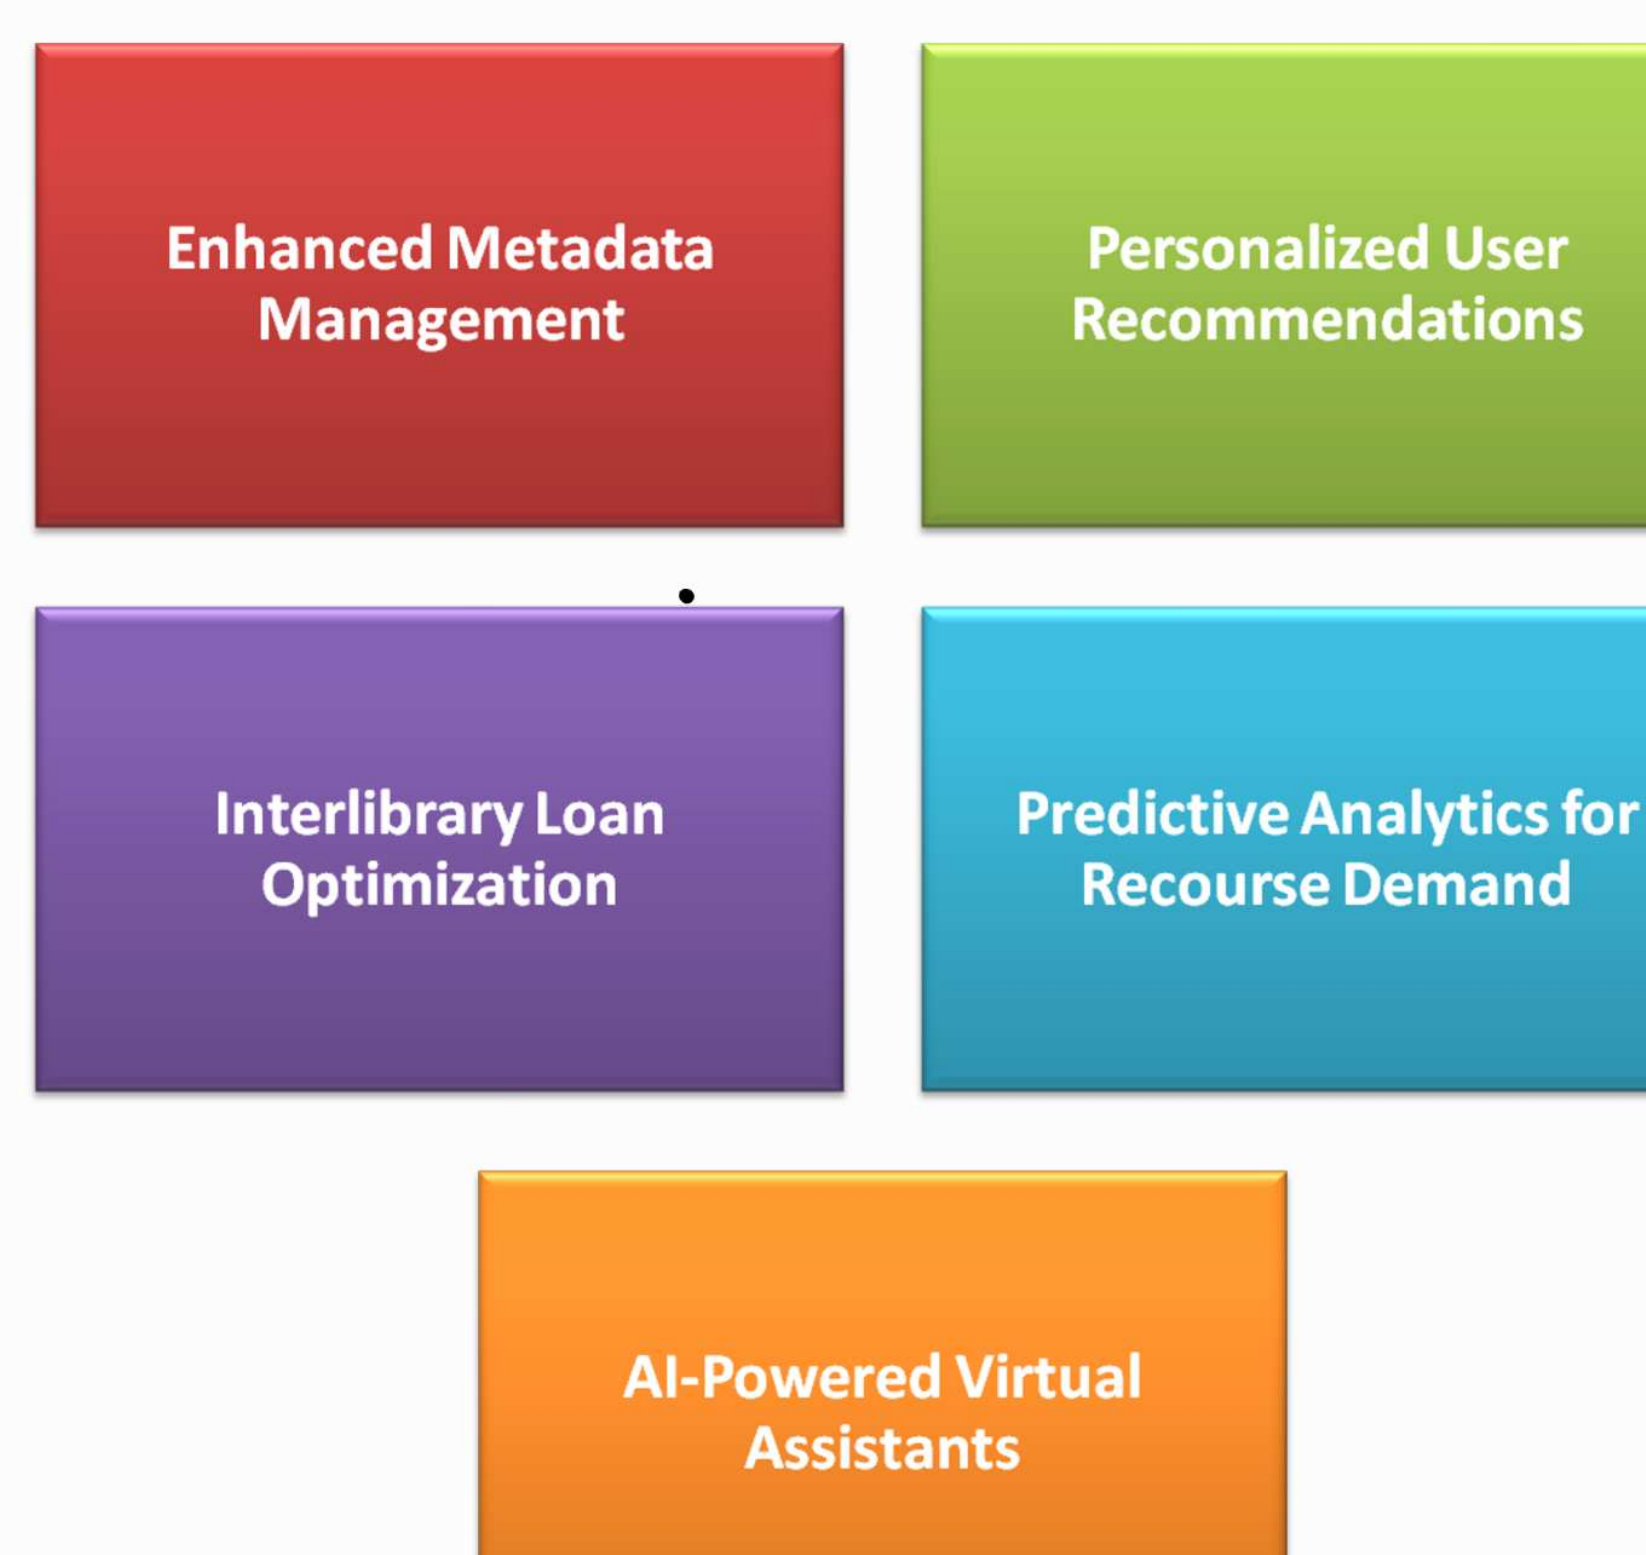 Enhanced Metadata
Management
Personalized User
Recommendations
Interlibrary Loan
Optimization
Predictive Analytics for
Recourse Demand
AI-Powered Virtual
Assistants